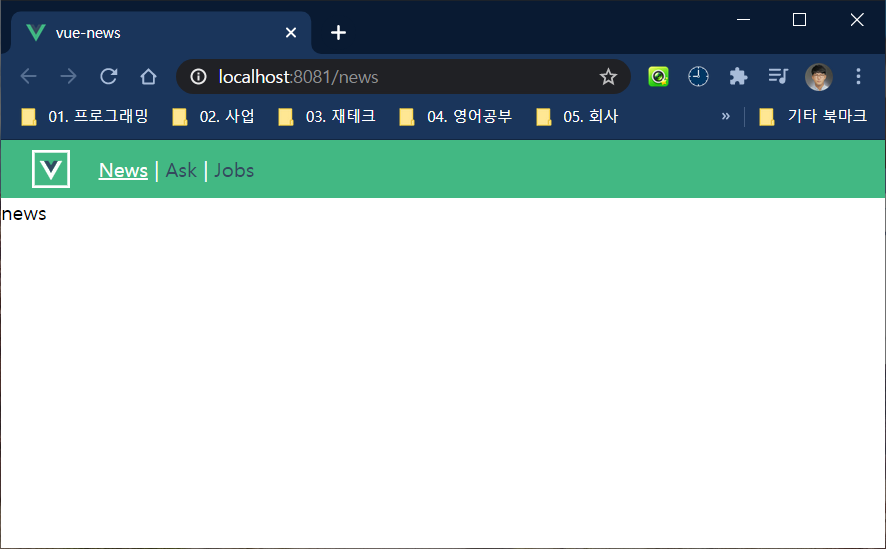 vue-news
localhost:8081/news
01. 프로그래밍 02. 사업 03. 재테크 04. 영어공부 05. 회사 » 기타 북마크
News | Ask | Jobs
news